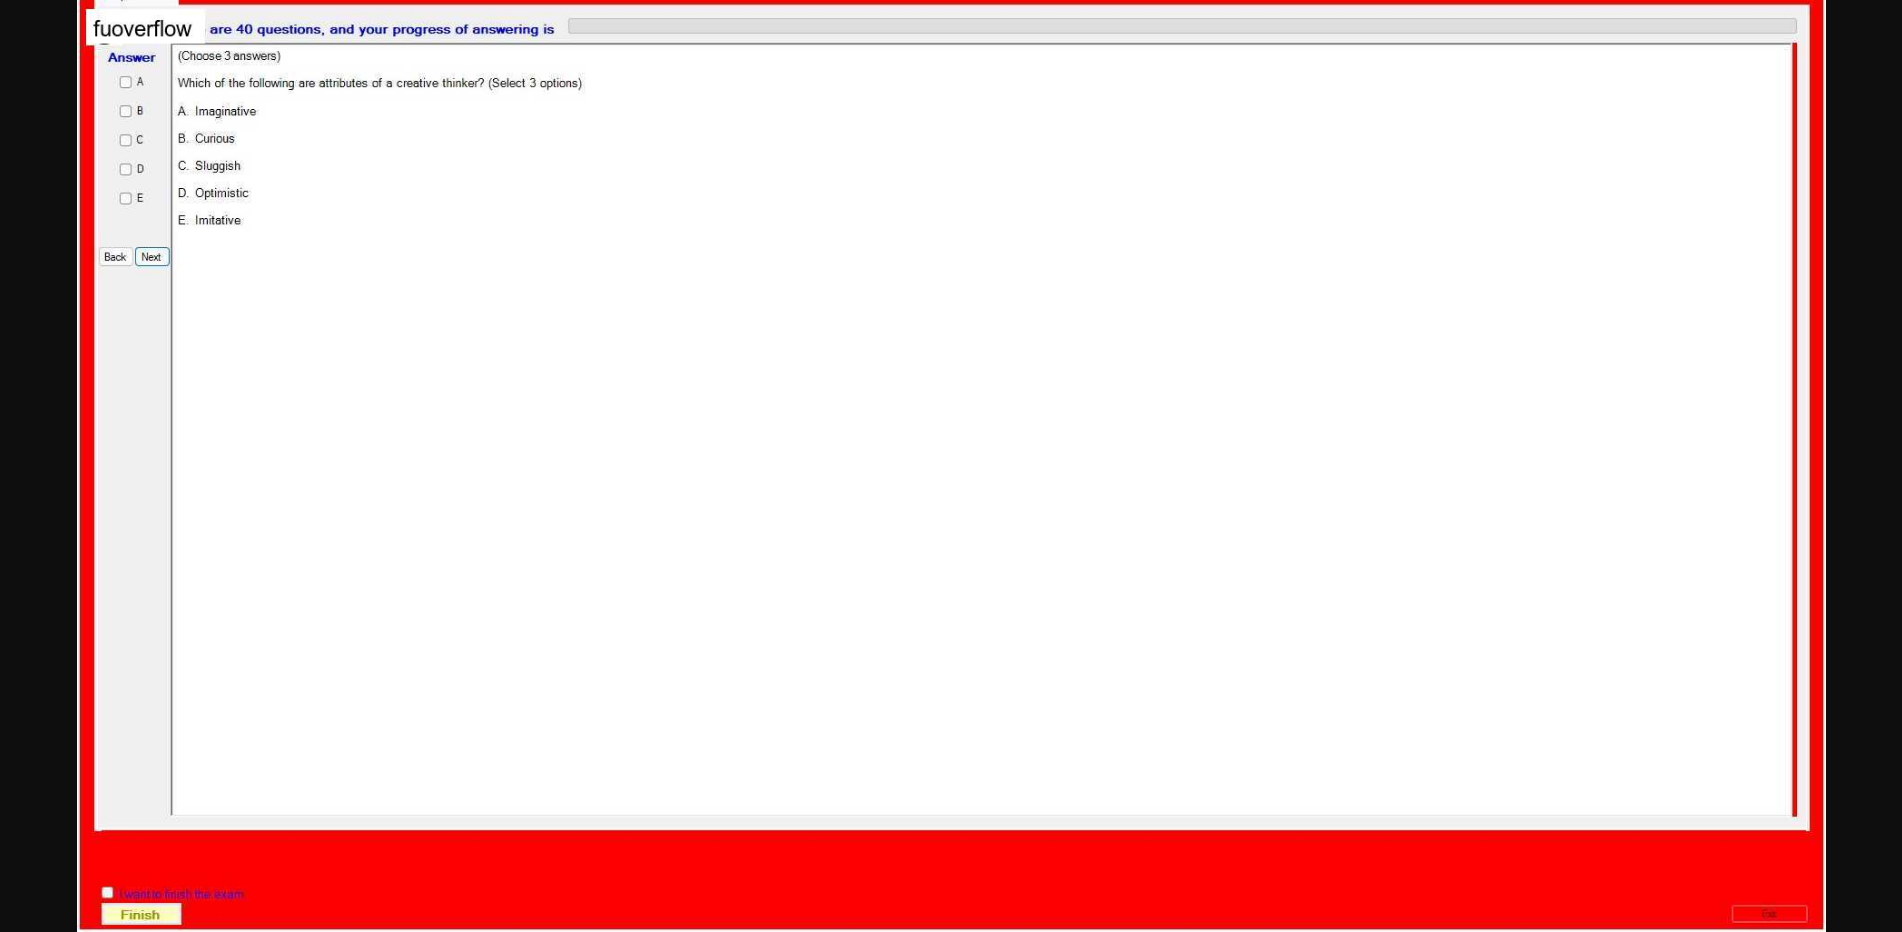 fuoverflow are 40 questions, and your progress of answering is
Answer
(Choose 3 answers)
Which of the following are attributes of a creative thinker? (Select 3 options)
A
A. Imaginative
B
B. Curious
C
C. Sluggish
D
D. Optimistic
E
E. Imitative
Back Next
I want to finish the exam
Finish
Exit